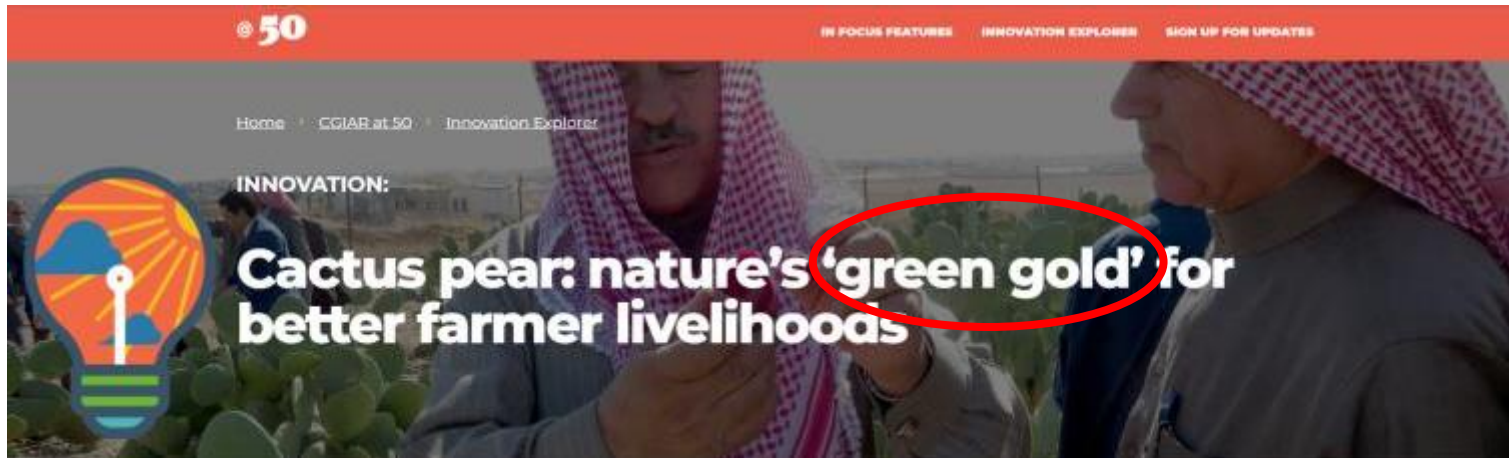 @50
IN FOCUS FEATURES INNOVATION EXPLORER SIGN UP FOR UPDATES
Home CGIAR at 50 Innovation Explorer
INNOVATION:
Cactus pear: nature’s ‘green gold’ for
better farmer livelihoods